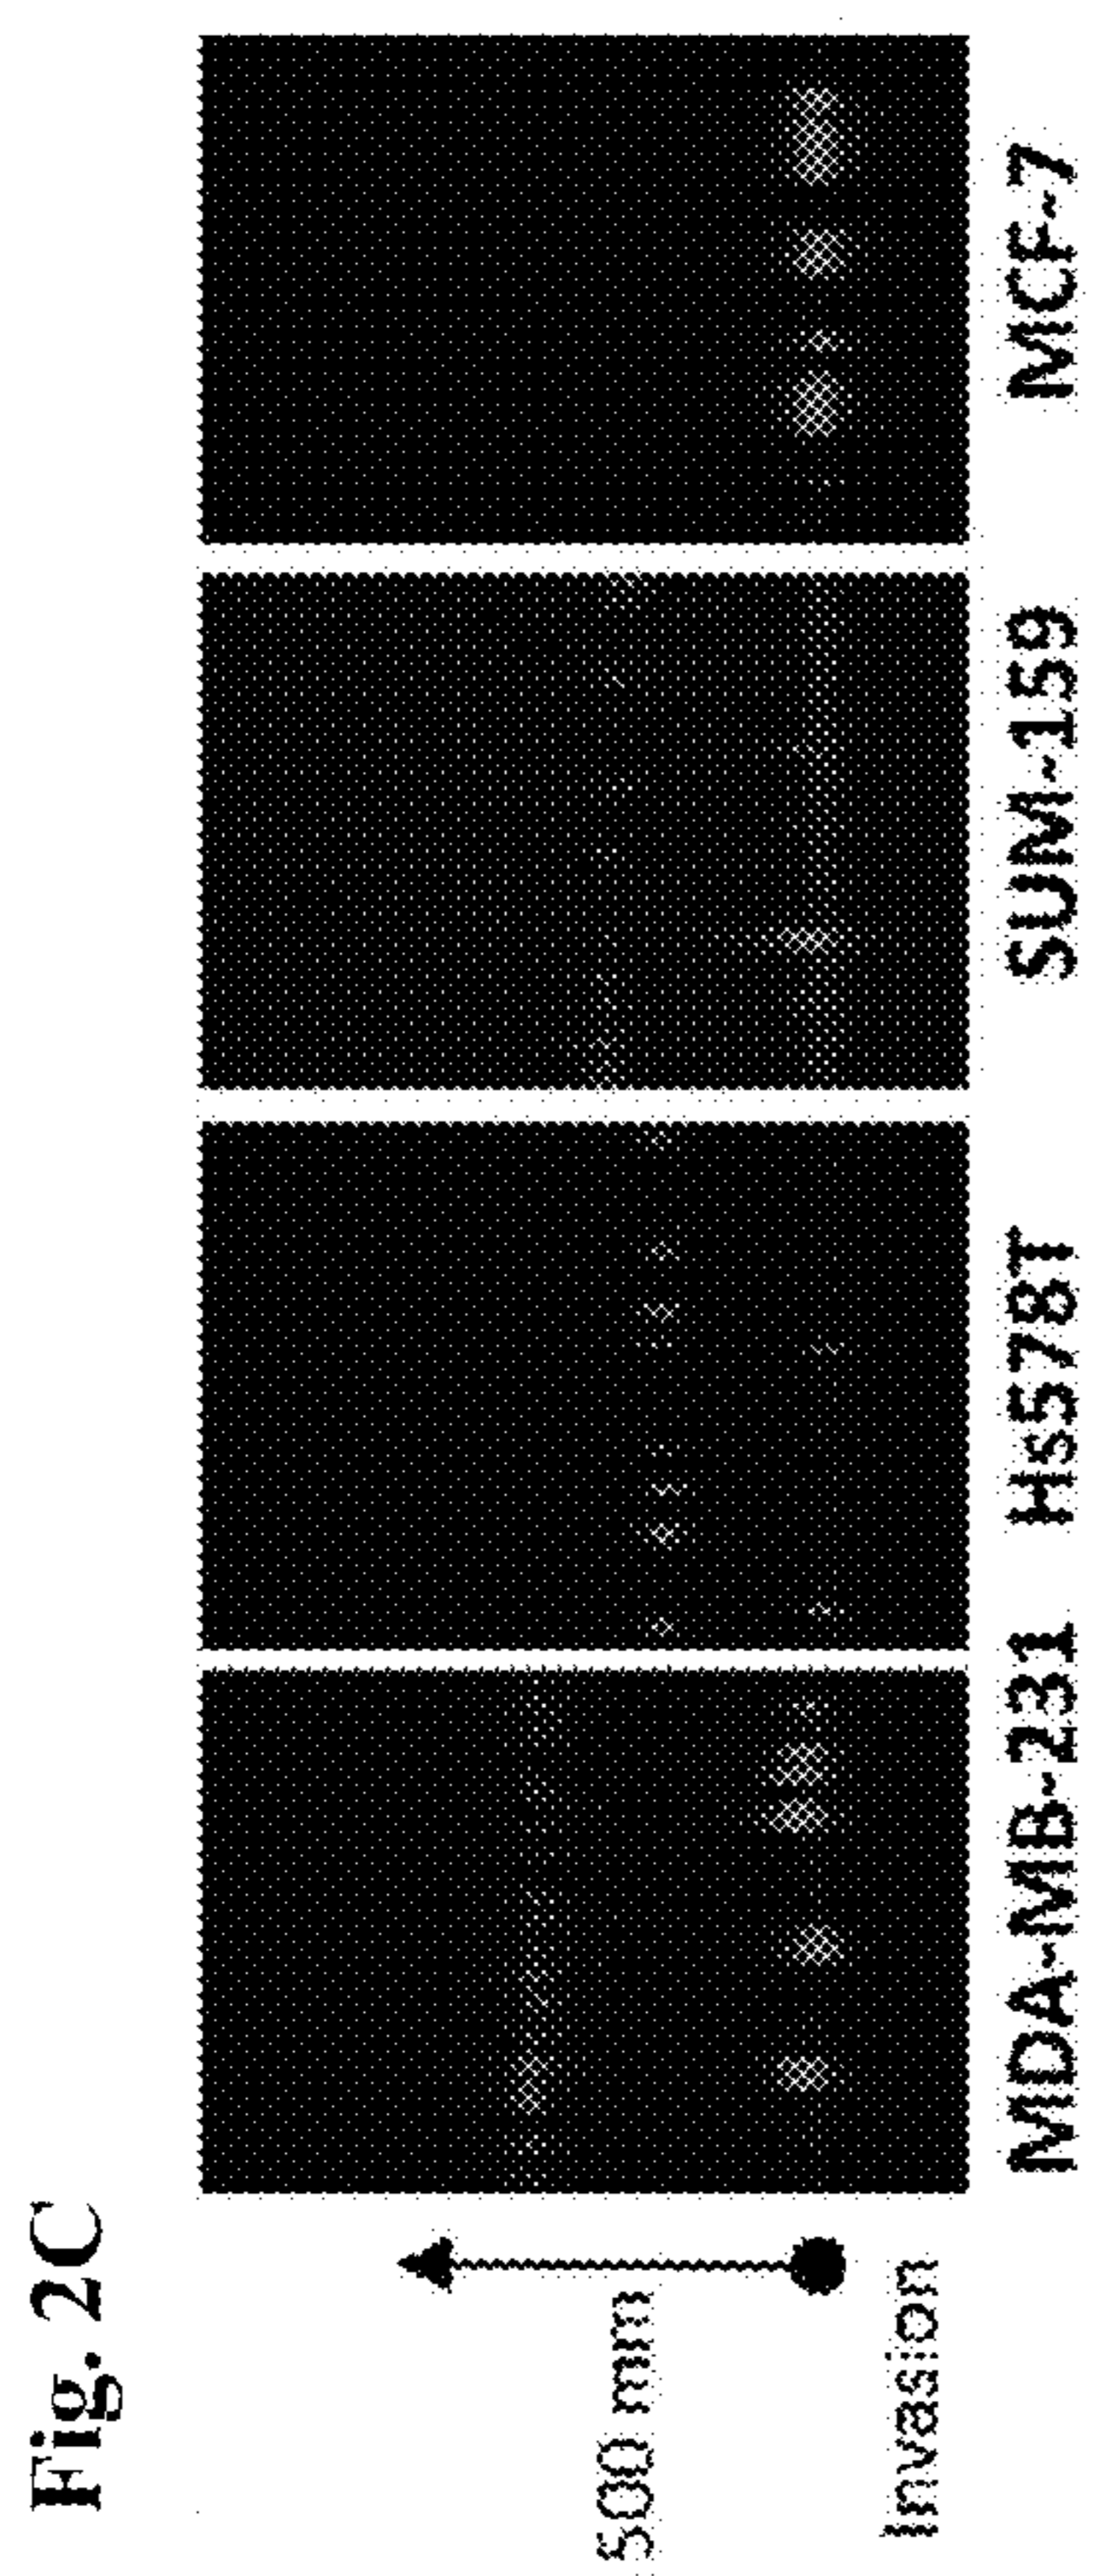 Fig. 2C
500 mm
Invasion
MDA-MB-231
Hs578T
SUM-159
MCF-7